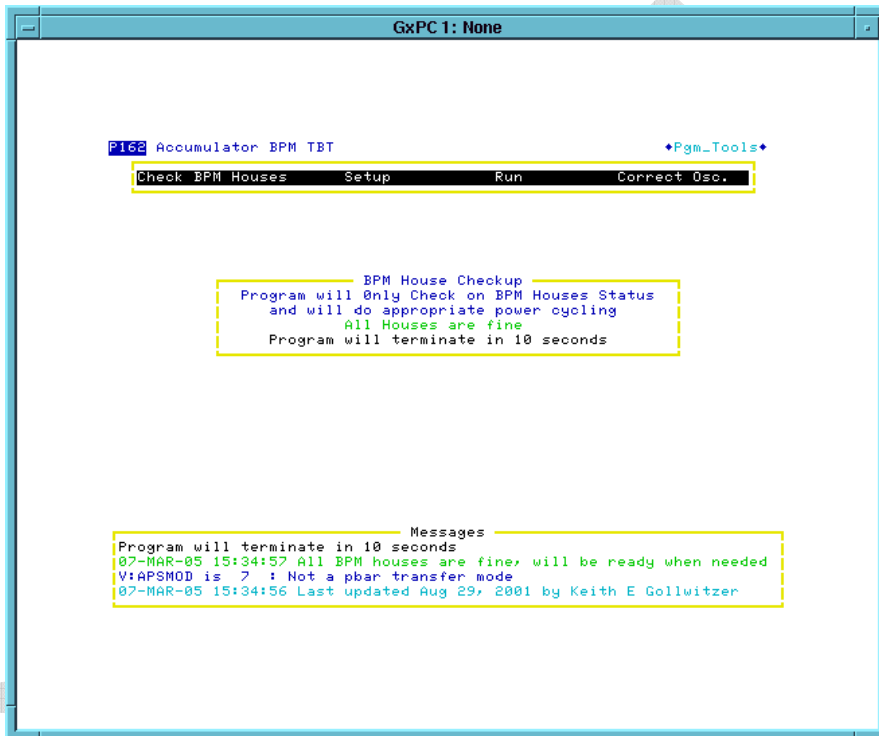 GxPC 1: None
P162 Accumulator BPM TBT ◆Pgm_Tools◆
Check BPM Houses Setup Run Correct Osc.
BPM House Checkup
Program will 0nly Check on BPM Houses Status
and will do appropriate power cycling
All Houses are fine
Program will terminate in 10 seconds
Messages
Program will terminate in 10 seconds
07-MAR-05 15:34:57 All BPM houses are fine, will be ready when needed
V:APSMOD is 7 : Not a pbar transfer mode
07-MAR-05 15:34:56 Last updated Aug 29, 2001 by Keith E Gollwitzer